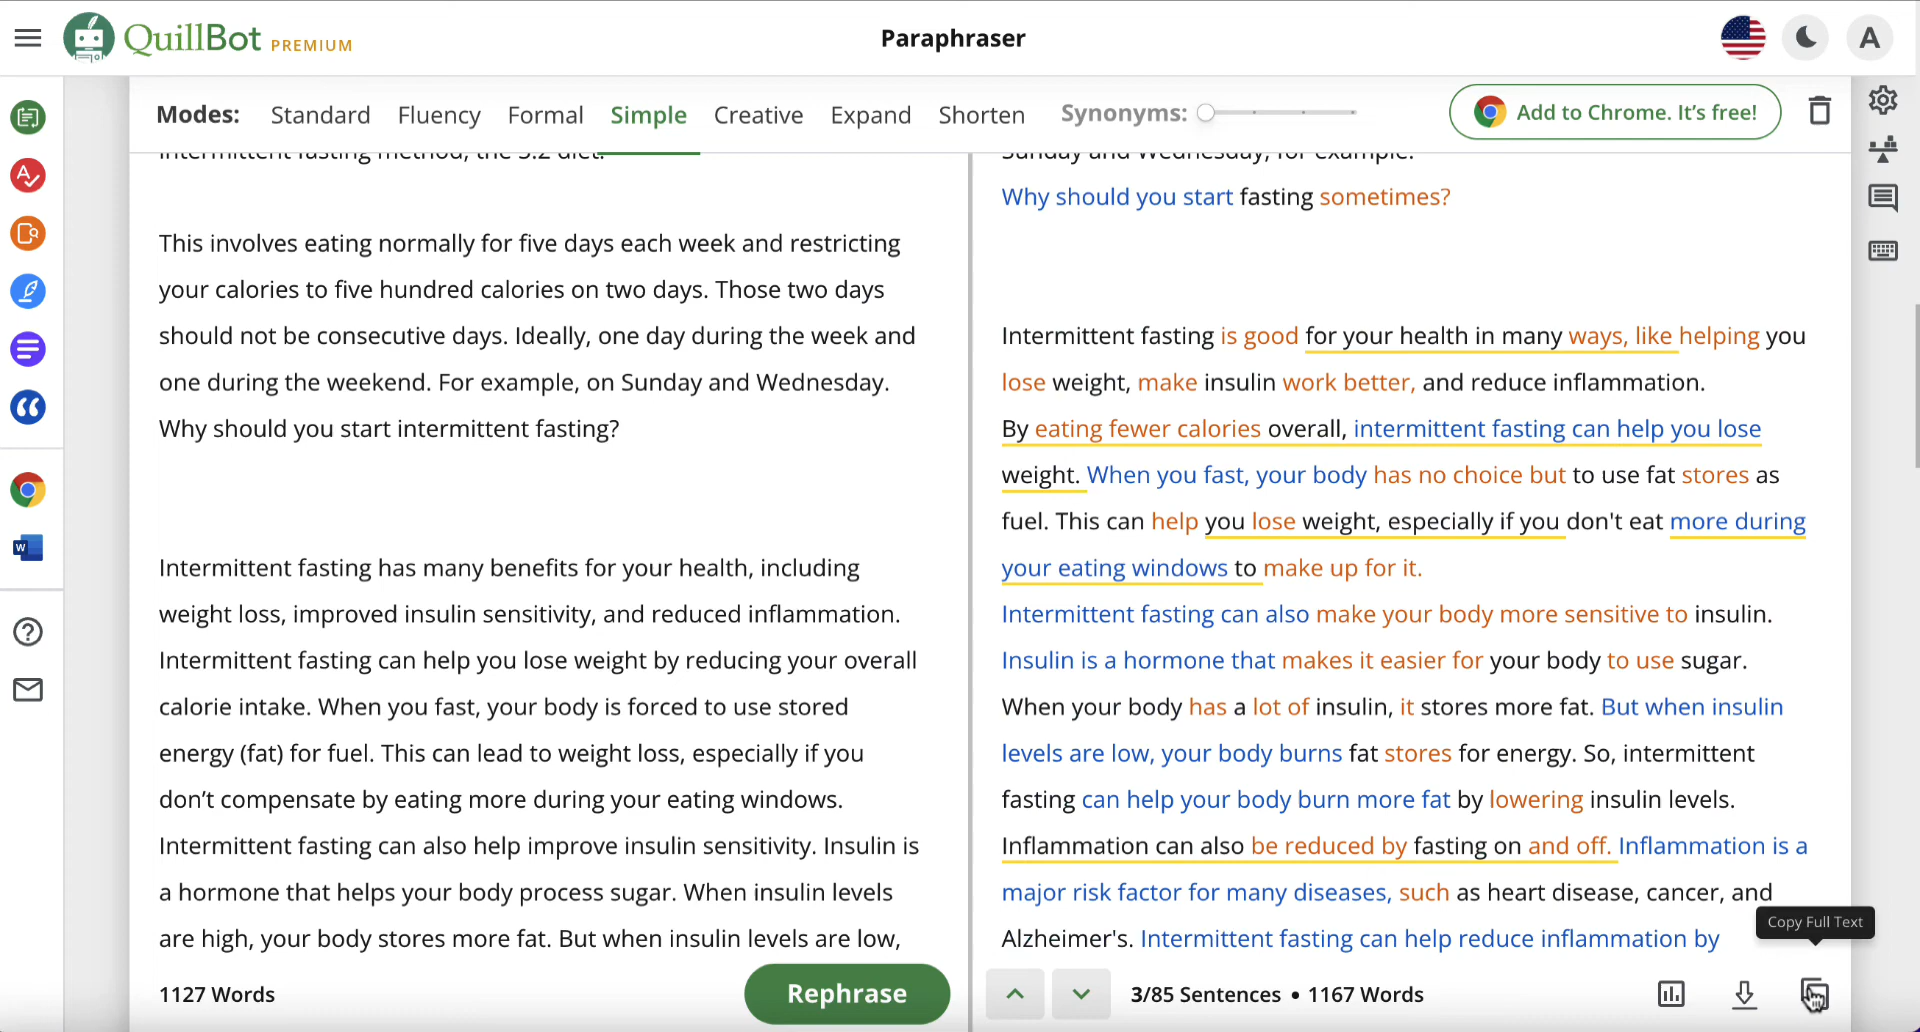 QuillBot PREMIUM
Paraphraser
A
Modes: Standard Fluency Formal Simple Creative Expand Shorten Synonyms:
Add to Chrome. It's free!
intermittent fasting method, the 5:2 diet.
This involves eating normally for five days each week and restricting
your calories to five hundred calories on two days. Those two days
should not be consecutive days. Ideally, one day during the week and
one during the weekend. For example, on Sunday and Wednesday.
Why should you start intermittent fasting?
Intermittent fasting has many benefits for your health, including
weight loss, improved insulin sensitivity, and reduced inflammation.
Intermittent fasting can help you lose weight by reducing your overall
calorie intake. When you fast, your body is forced to use stored
energy (fat) for fuel. This can lead to weight loss, especially if you
don’t compensate by eating more during your eating windows.
Intermittent fasting can also help improve insulin sensitivity. Insulin is
a hormone that helps your body process sugar. When insulin levels
are high, your body stores more fat. But when insulin levels are low,
1127 Words
Rephrase
Sunday and Wednesday, for example.
Why should you start fasting sometimes?
Intermittent fasting is good for your health in many ways, like helping you
lose weight, make insulin work better, and reduce inflammation.
By eating fewer calories overall, intermittent fasting can help you lose
weight. When you fast, your body has no choice but to use fat stores as
fuel. This can help you lose weight, especially if you don't eat more during
your eating windows to make up for it.
Intermittent fasting can also make your body more sensitive to insulin.
Insulin is a hormone that makes it easier for your body to use sugar.
When your body has a lot of insulin, it stores more fat. But when insulin
levels are low, your body burns fat stores for energy. So, intermittent
fasting can help your body burn more fat by lowering insulin levels.
Inflammation can also be reduced by fasting on and off. Inflammation is a
major risk factor for many diseases, such as heart disease, cancer, and
Alzheimer's. Intermittent fasting can help reduce inflammation by
Copy Full Text
3/85 Sentences • 1167 Words
W